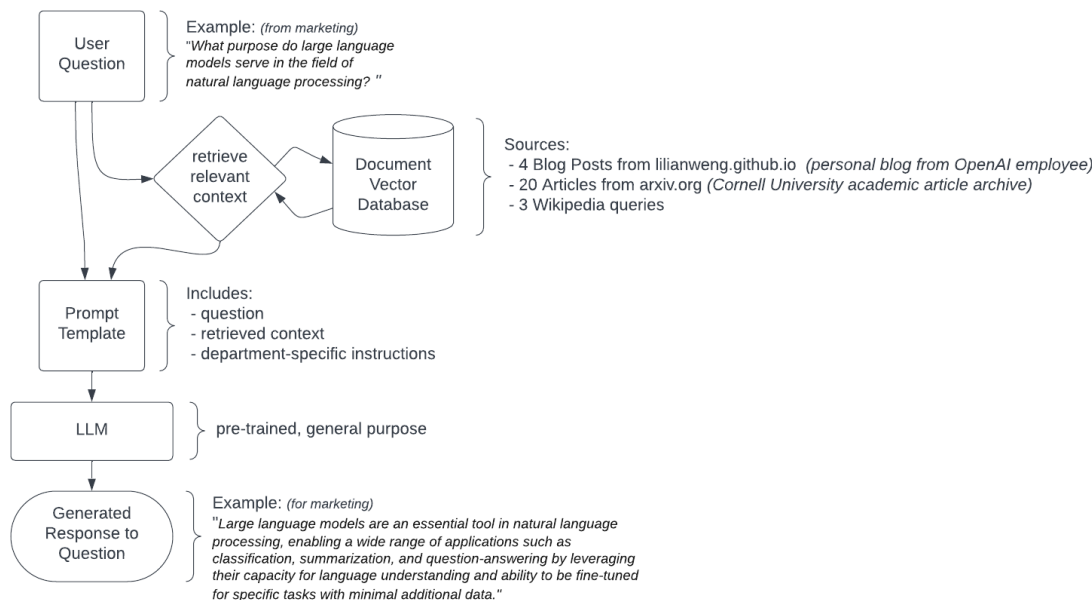 User
Question
Example: (from marketing)
"What purpose do large language
models serve in the field of
natural language processing? "
retrieve
relevant
context
Document
Vector
Database
Sources:
- 4 Blog Posts from lilianweng.github.io (personal blog from OpenAI employee)
- 20 Articles from arxiv.org (Cornell University academic article archive)
- 3 Wikipedia queries
Prompt
Template
Includes:
- question
- retrieved context
- department-specific instructions
LLM
pre-trained, general purpose
Generated
Response to
Question
Example: (for marketing)
"Large language models are an essential tool in natural language
processing, enabling a wide range of applications such as
classification, summarization, and question-answering by leveraging
their capacity for language understanding and ability to be fine-tuned
for specific tasks with minimal additional data."